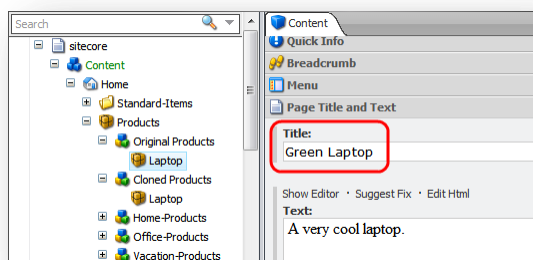 Search
sitecore
Content
Home
Standard-Items
Products
Original Products
Laptop
Cloned Products
Laptop
Home-Products
Office-Products
Vacation-Products
Content
Quick Info
Breadcrumb
Menu
Page Title and Text
Title:
Green Laptop
Show Editor · Suggest Fix · Edit Html
Text:
A very cool laptop.